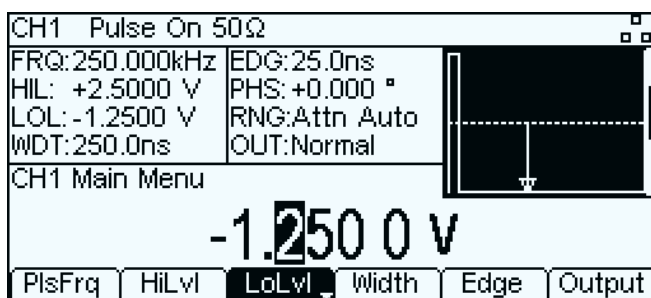 CH1 Pulse On 50Ω
FRQ:250.000kHz EDG:25.0ns
HIL: +2.5000 V PHS:+0.000 °
LOL:-1.2500 V RNG:Attn Auto
WDT:250.0ns OUT:Normal
CH1 Main Menu
-1.250 0 V
PlsFrq HiLvl LoLvl Width Edge Output